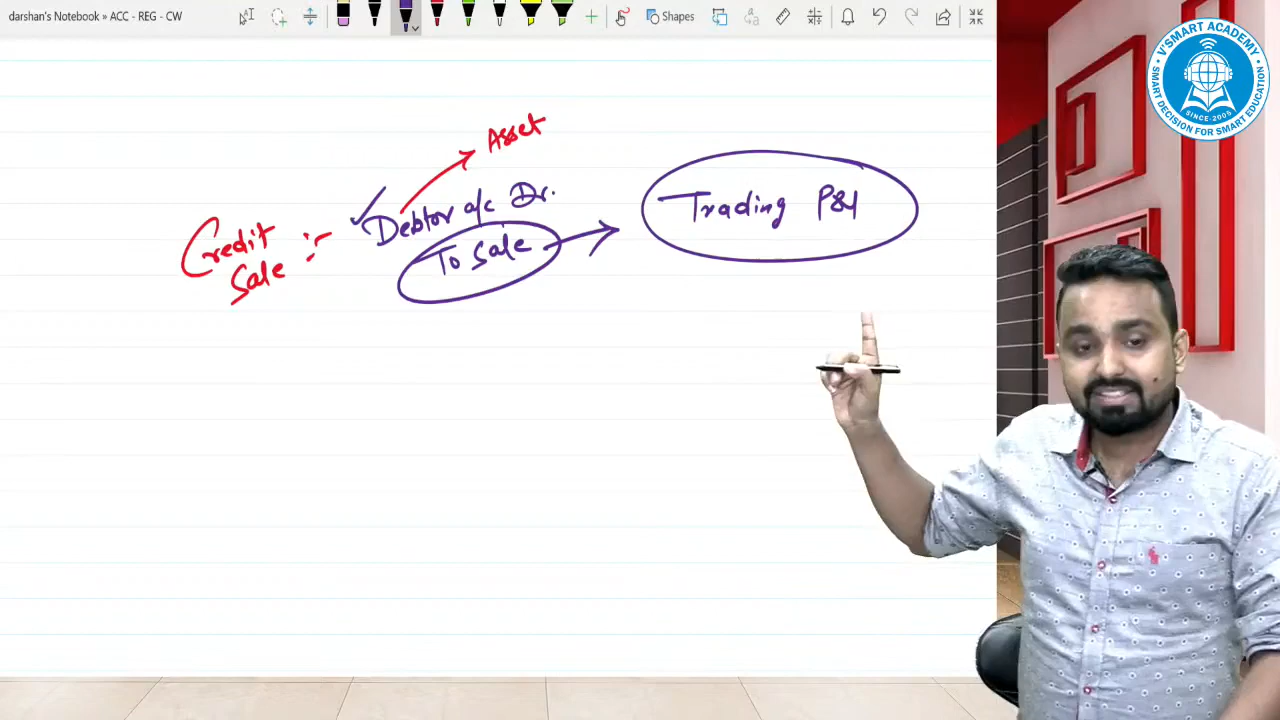 darshan's Notebook » ACC - REG - CW
Shapes
V'SMART ACADEMY
SMART DECISION FOR SMART EDUCATION
SINCE-2005
Asset
Credit Sale :- Debtor a/c Dr.
To Sale
Trading P&L